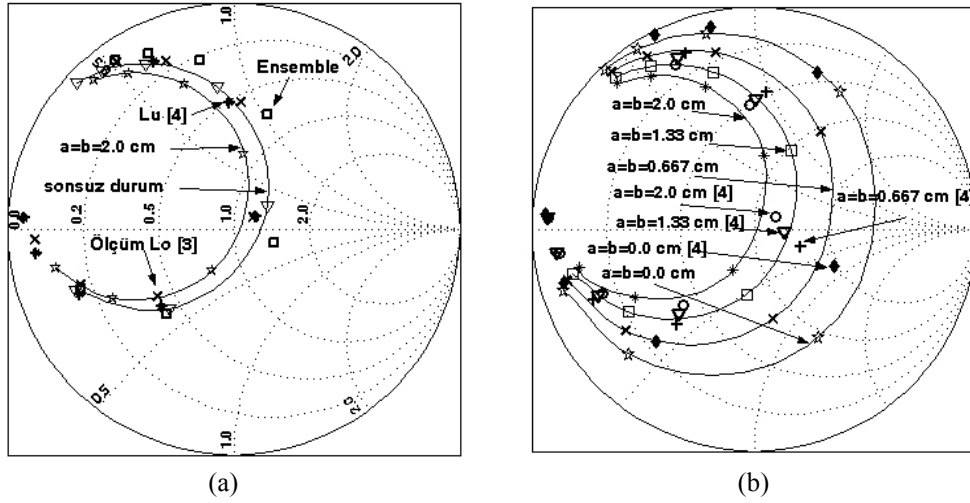 1.0
2.0
Ensemble
.5
Lu [4]
a=b=2.0 cm
sonsuz durum
0.0
0.2
0.5
1.0
2.0
Ölçüm Lo [3]
0.5
1.0
2.0
(a)
a=b=2.0 cm
a=b=1.33 cm
a=b=0.667 cm
a=b=2.0 cm [4]
a=b=0.667 cm [4]
a=b=1.33 cm [4]
a=b=0.0 cm [4]
a=b=0.0 cm
(b)